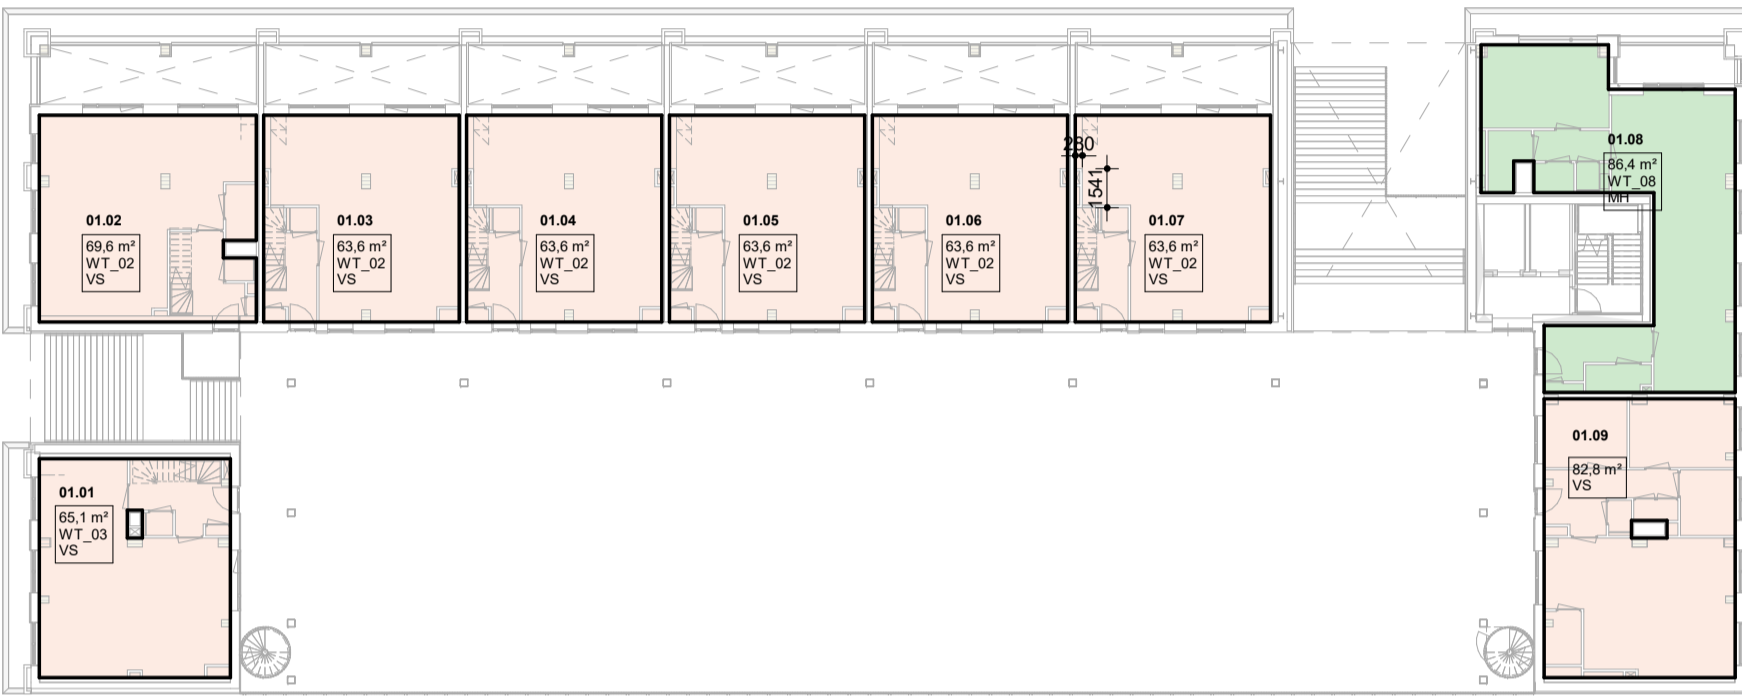 01.02
69,6 m²
WT_02
VS
01.03
63,6 m²
WT_02
VS
01.04
63,6 m²
WT_02
VS
01.05
63,6 m²
WT_02
VS
01.06
63,6 m²
WT_02
VS
280
1541
01.07
63,6 m²
WT_02
VS
01.08
86,4 m²
WT_08
MH
01.09
82,8 m²
VS
01.01
65,1 m²
WT_03
VS